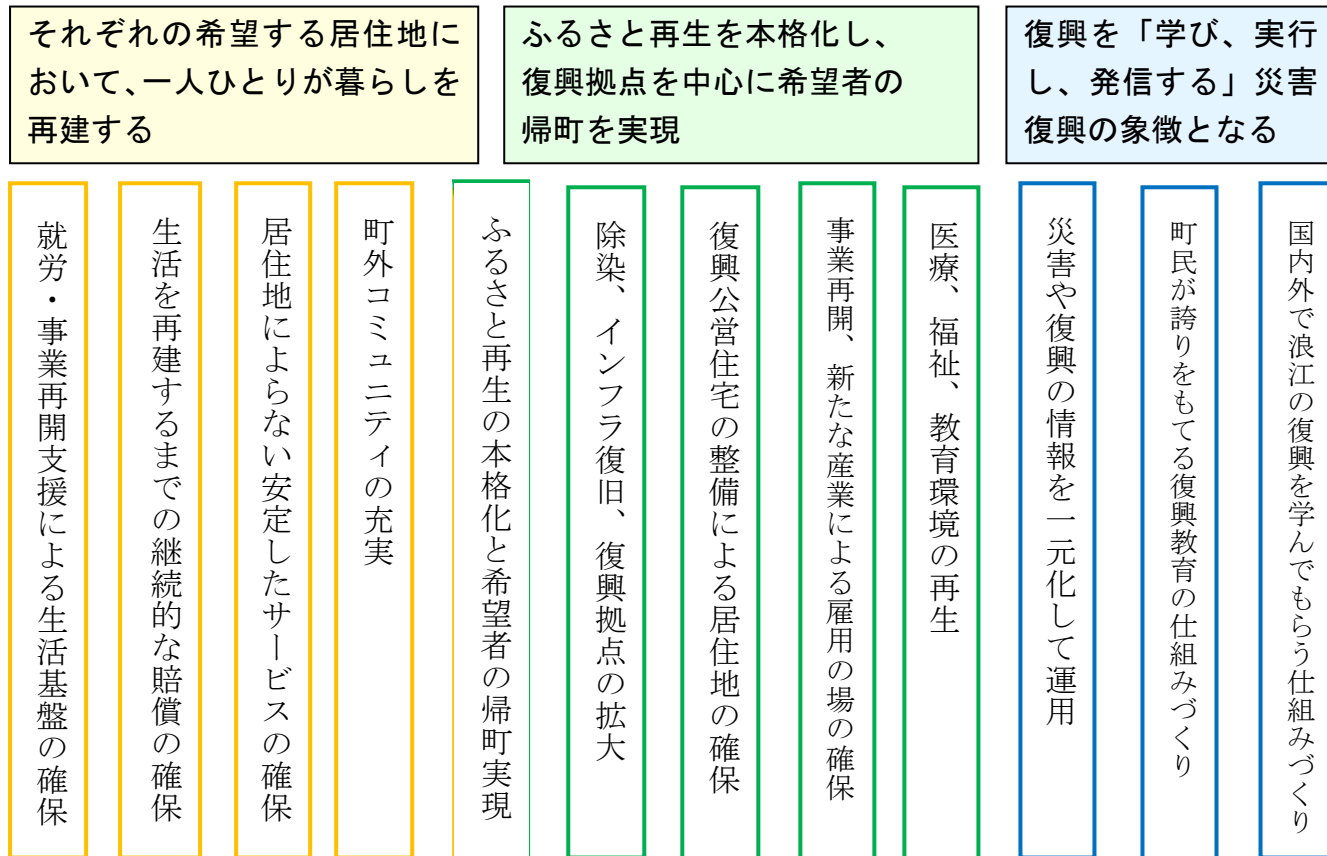 それぞれの希望する居住地に
おいて、一人ひとりが暮らしを
再建する
ふるさと再生を本格化し、
復興拠点を中心に希望者の
帰町を実現
復興を「学び、実行
し、発信する」災害
復興の象徴となる
就労・事業再開支援による生活基盤の確保
生活を再建するまでの継続的な賠償の確保
居住地によらない安定したサービスの確保
町外コミュニティの充実
ふるさと再生の本格化と希望者の帰町実現
除染、インフラ復旧、復興拠点の拡大
復興公営住宅の整備による居住地の確保
事業再開、新たな産業による雇用の場の確保
医療、福祉、教育環境の再生
災害や復興の情報を一元化して運用
町民が誇りをもてる復興教育の仕組みづくり
国内外で浪江の復興を学んでもらう仕組みづくり